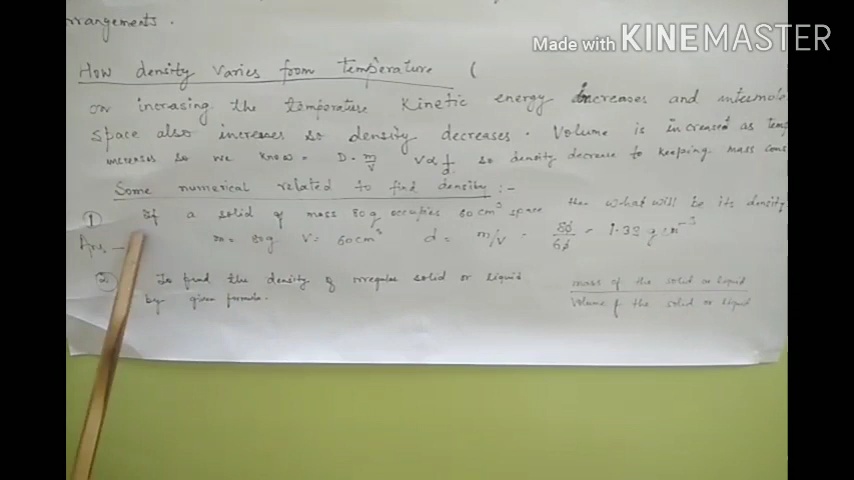 rrangements.
Made with KINEMASTER
How density varies from temperature (
on incrasing the temperature Kinetic energy increases and intermole
space also increases so density decreases. Volume is increased as temp
increases so we know = D = m/V V ∝ 1/d so density decrease to keeping mass cons
Some numerical related to find density :-
① If a solid of mass 80g occupies 60 cm³ space then what will be its density
Ans — m = 80g V = 60cm³ d = m/v = 80/60 = 1.33 g cm⁻³
② To find the density of irregular solid or liquid mass of the solid or liquid
by given formula. Volume of the solid or liquid